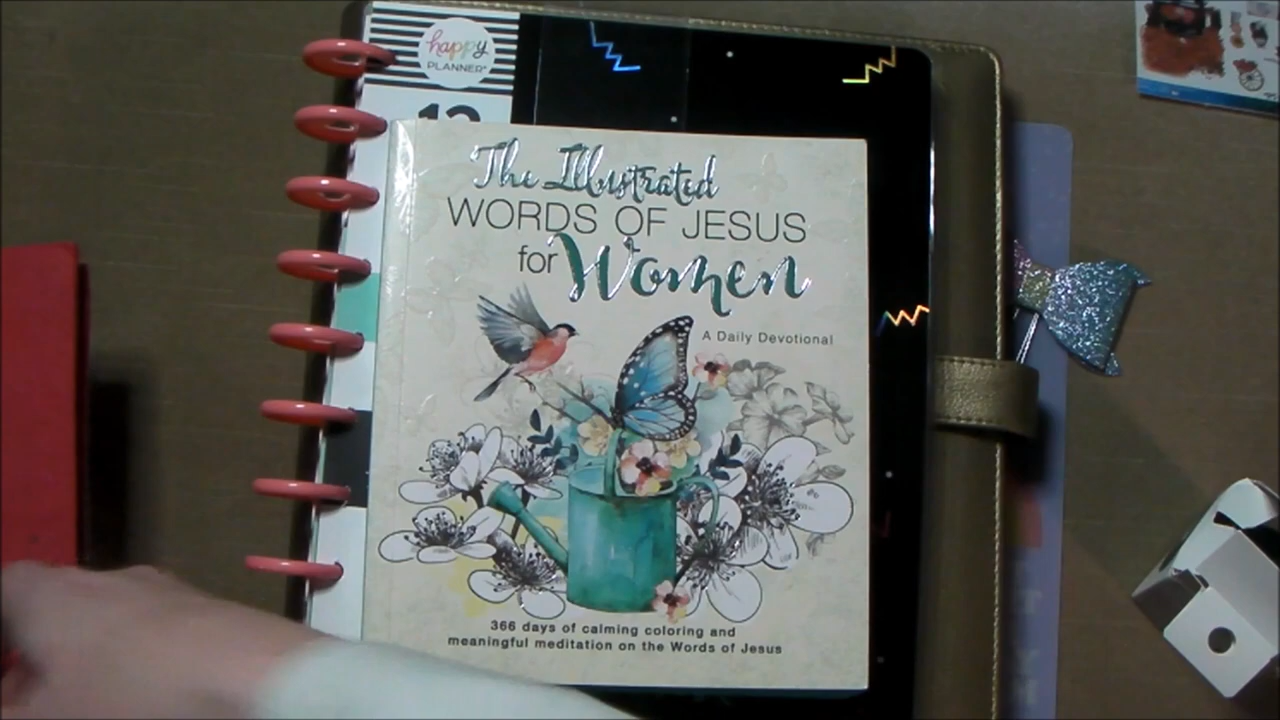 happy
PLANNER
12
The Illustrated
WORDS OF JESUS
for Women
A Daily Devotional
366 days of calming coloring and
meaningful meditation on the Words of Jesus